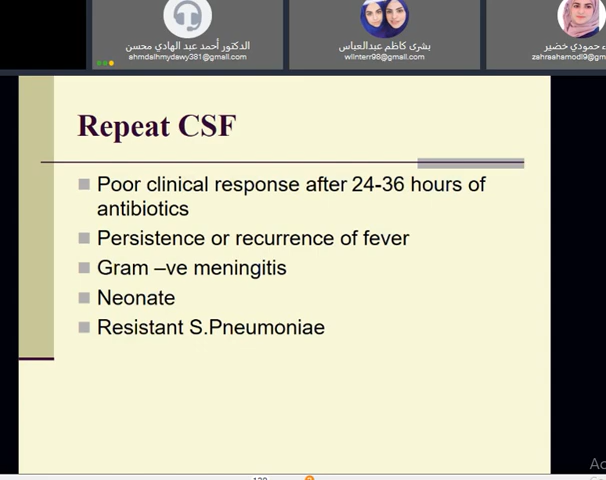 الدكتور أحمد عبد الهادي محسن
ahmdalhmydawy381@gmail.com
بشرى كاظم عبدالعباس
wlinterr98@gmail.com
حمودي خضير
zahraahamodi9@gm
Repeat CSF
Poor clinical response after 24-36 hours of
antibiotics
Persistence or recurrence of fever
Gram –ve meningitis
Neonate
Resistant S.Pneumoniae